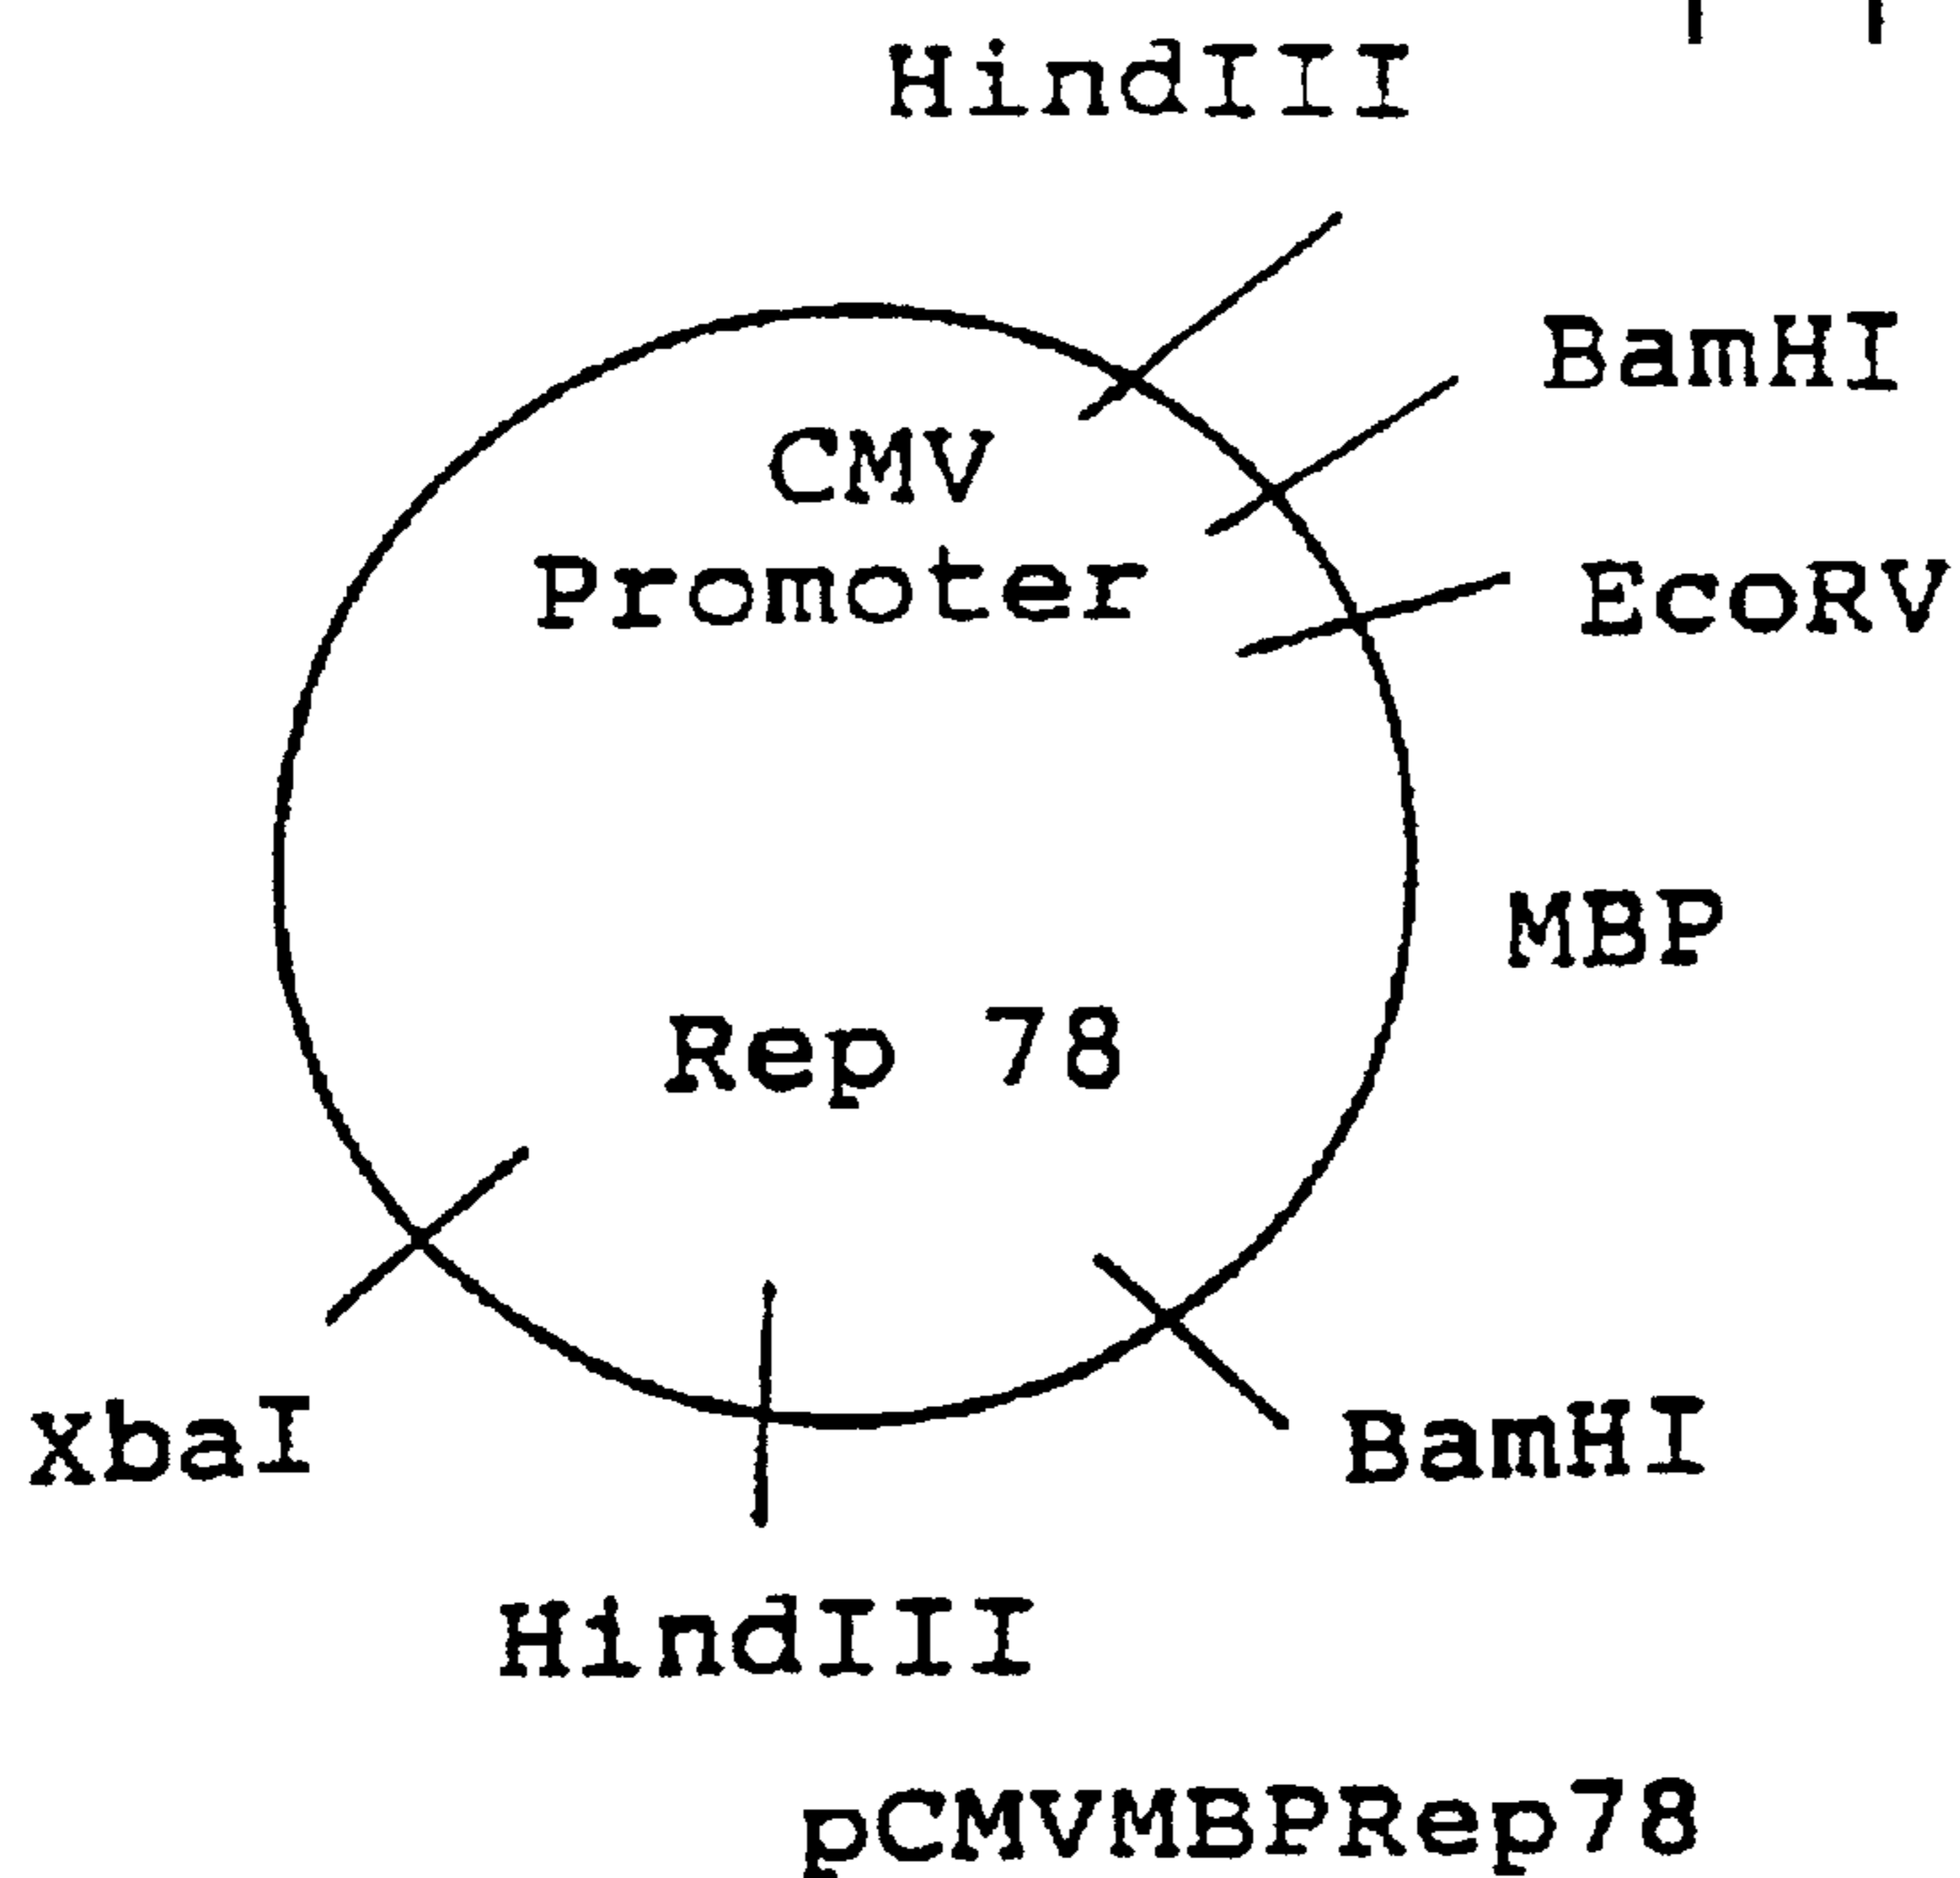 HindIII
BamHI
CMV
Promoter
EcoRV
MBP
Rep 78
XbaI
BamHI
HindIII
pCMVMBPRep78